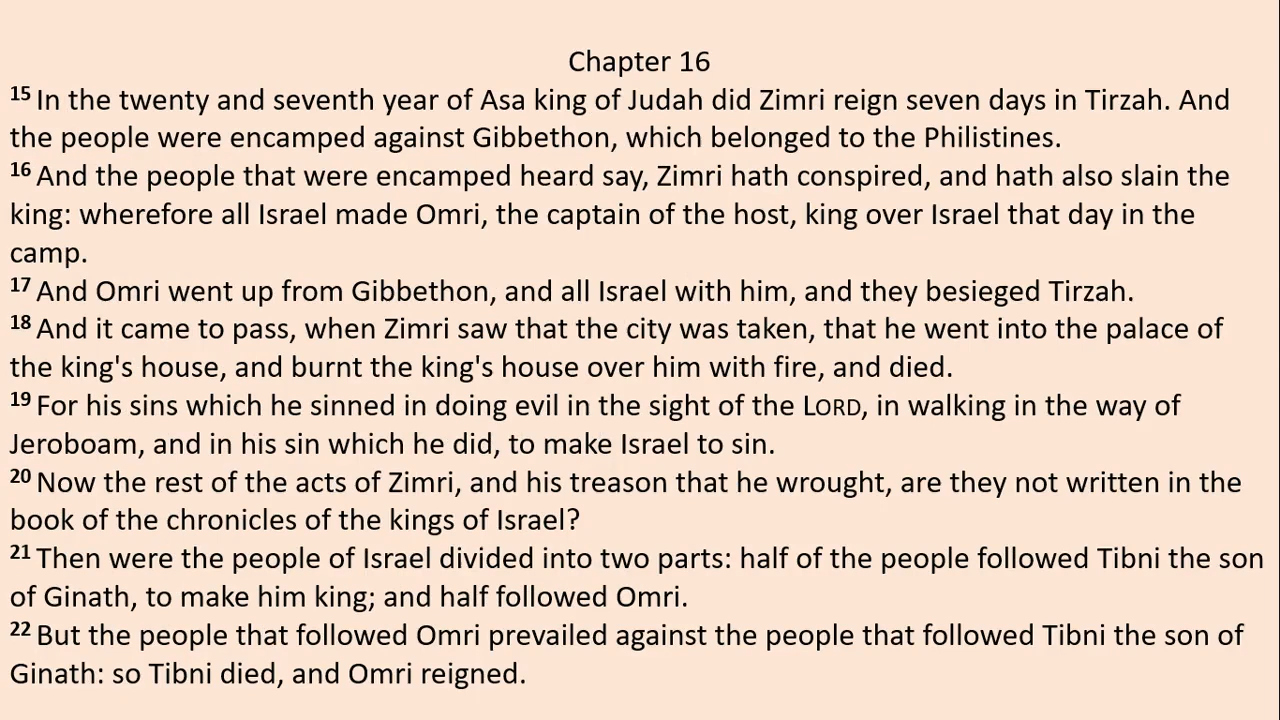 Chapter 16
15 In the twenty and seventh year of Asa king of Judah did Zimri reign seven days in Tirzah. And
the people were encamped against Gibbethon, which belonged to the Philistines.
16 And the people that were encamped heard say, Zimri hath conspired, and hath also slain the
king: wherefore all Israel made Omri, the captain of the host, king over Israel that day in the
camp.
17 And Omri went up from Gibbethon, and all Israel with him, and they besieged Tirzah.
18 And it came to pass, when Zimri saw that the city was taken, that he went into the palace of
the king's house, and burnt the king's house over him with fire, and died.
19 For his sins which he sinned in doing evil in the sight of the LORD, in walking in the way of
Jeroboam, and in his sin which he did, to make Israel to sin.
20 Now the rest of the acts of Zimri, and his treason that he wrought, are they not written in the
book of the chronicles of the kings of Israel?
21 Then were the people of Israel divided into two parts: half of the people followed Tibni the son
of Ginath, to make him king; and half followed Omri.
22 But the people that followed Omri prevailed against the people that followed Tibni the son of
Ginath: so Tibni died, and Omri reigned.